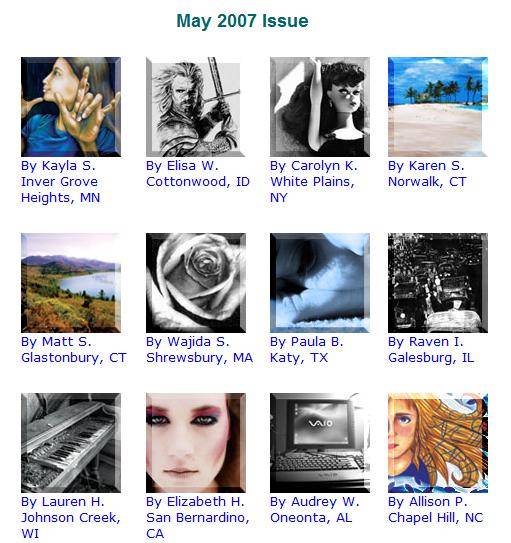 May 2007 Issue
By Kayla S.
Inver Grove
Heights, MN
By Elisa W.
Cottonwood, ID
By Carolyn K.
White Plains,
NY
By Karen S.
Norwalk, CT
By Matt S.
Glastonbury, CT
By Wajida S.
Shrewsbury, MA
By Paula B.
Katy, TX
By Raven I.
Galesburg, IL
VAIO
By Lauren H.
Johnson Creek,
WI
By Elizabeth H.
San Bernardino,
CA
By Audrey W.
Oneonta, AL
By Allison P.
Chapel Hill, NC